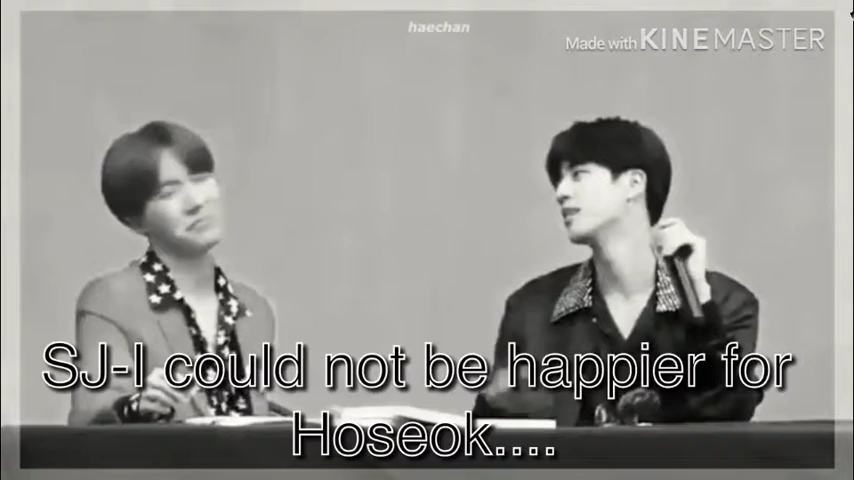 haechan
Made with KINEMASTER
SJ-I could not be happier for
Hoseok....